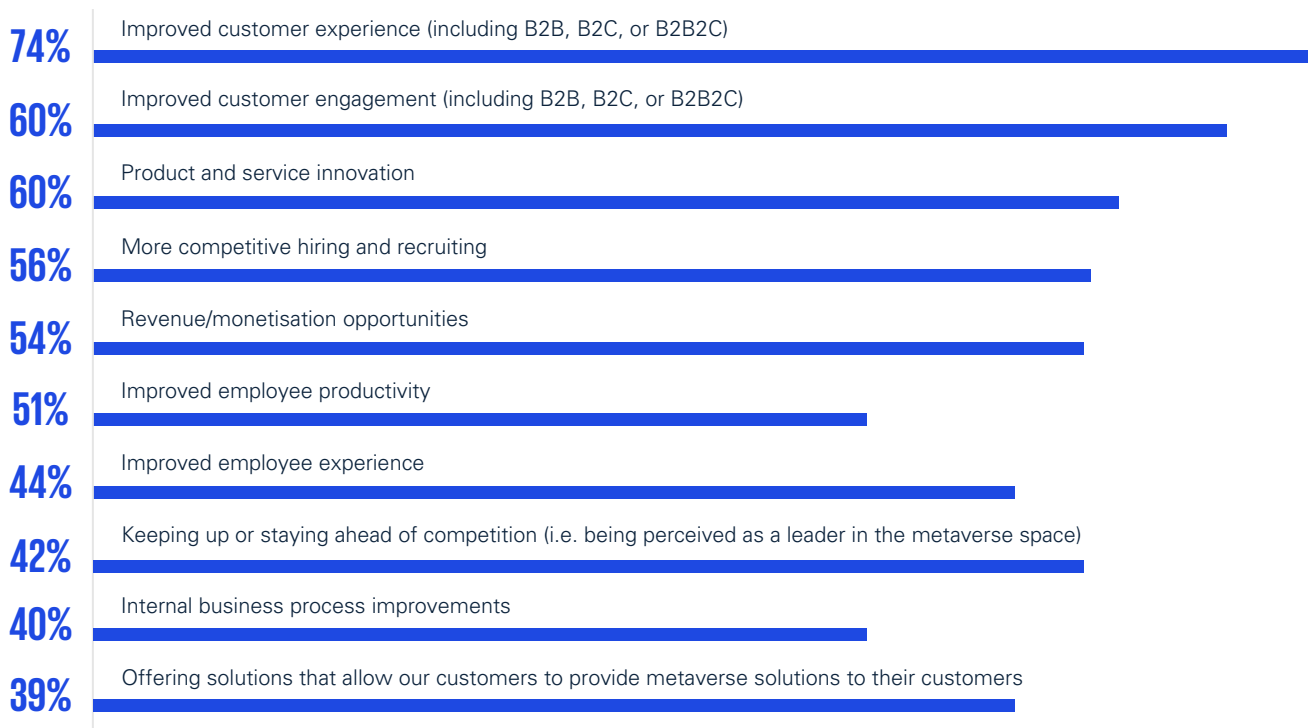 74%
Improved customer experience (including B2B, B2C, or B2B2C)
60%
Improved customer engagement (including B2B, B2C, or B2B2C)
60%
Product and service innovation
56%
More competitive hiring and recruiting
54%
Revenue/monetisation opportunities
51%
Improved employee productivity
44%
Improved employee experience
42%
Keeping up or staying ahead of competition (i.e. being perceived as a leader in the metaverse space)
40%
Internal business process improvements
39%
Offering solutions that allow our customers to provide metaverse solutions to their customers